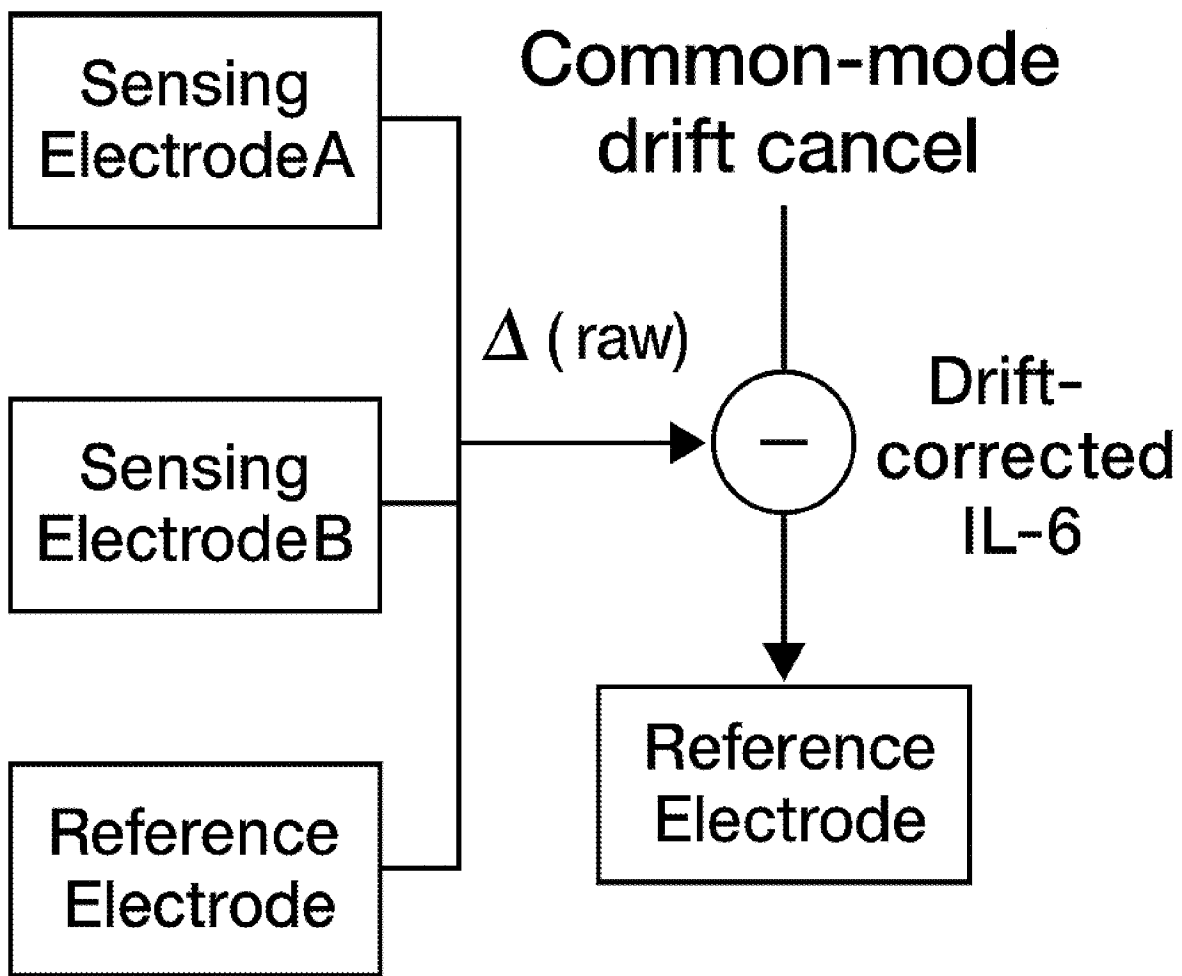 Sensing
ElectrodeA
Common-mode
drift cancel
Δ (raw)
Sensing
ElectrodeB
−
Drift-
corrected
IL-6
Reference
Electrode
Reference
Electrode